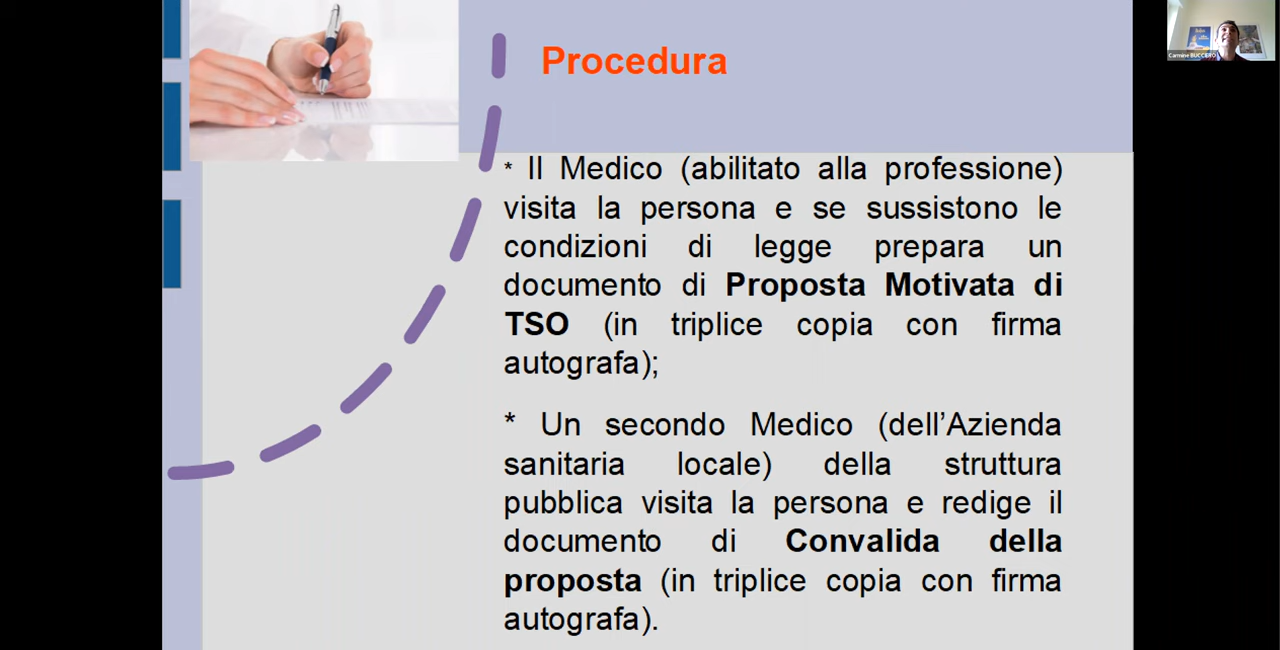 Procedura
* Il Medico (abilitato alla professione)
visita la persona e se sussistono le
condizioni di legge prepara un
documento di Proposta Motivata di
TSO (in triplice copia con firma
autografa);
* Un secondo Medico (dell’Azienda
sanitaria locale) della struttura
pubblica visita la persona e redige il
documento di Convalida della
proposta (in triplice copia con firma
autografa).
Carmine BUCCERO